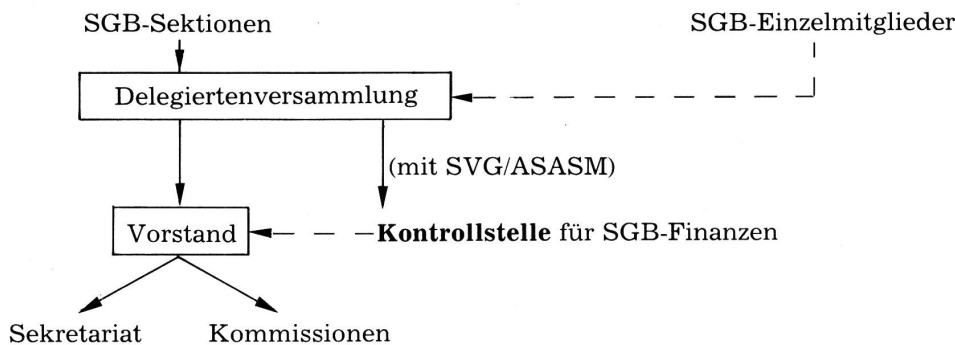 SGB-Sektionen
SGB-Einzelmitglieder
Delegiertenversammlung
(mit SVG/ASASM)
Vorstand
Kontrollstelle für SGB-Finanzen
Sekretariat
Kommissionen